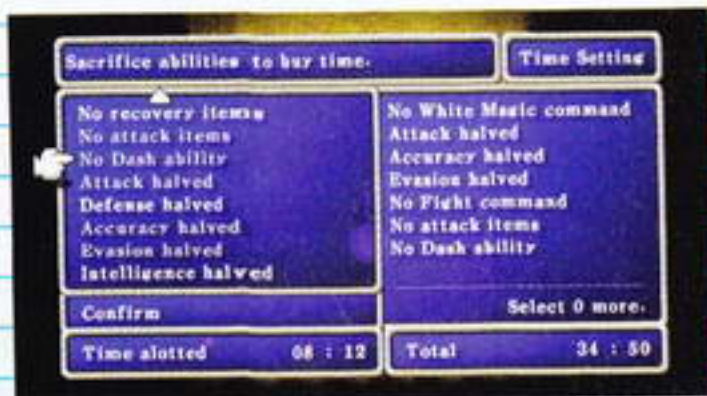 Sacrifice abilities to buy time.
Time Setting
No recovery items
No attack items
No Dash ability
Attack halved
Defense halved
Accuracy halved
Evasion halved
Intelligence halved
No White Magic command
Attack halved
Accuracy halved
Evasion halved
No Fight command
No attack items
No Dash ability
Select 0 more.
Confirm
Time alotted 08 : 12
Total 34 : 50